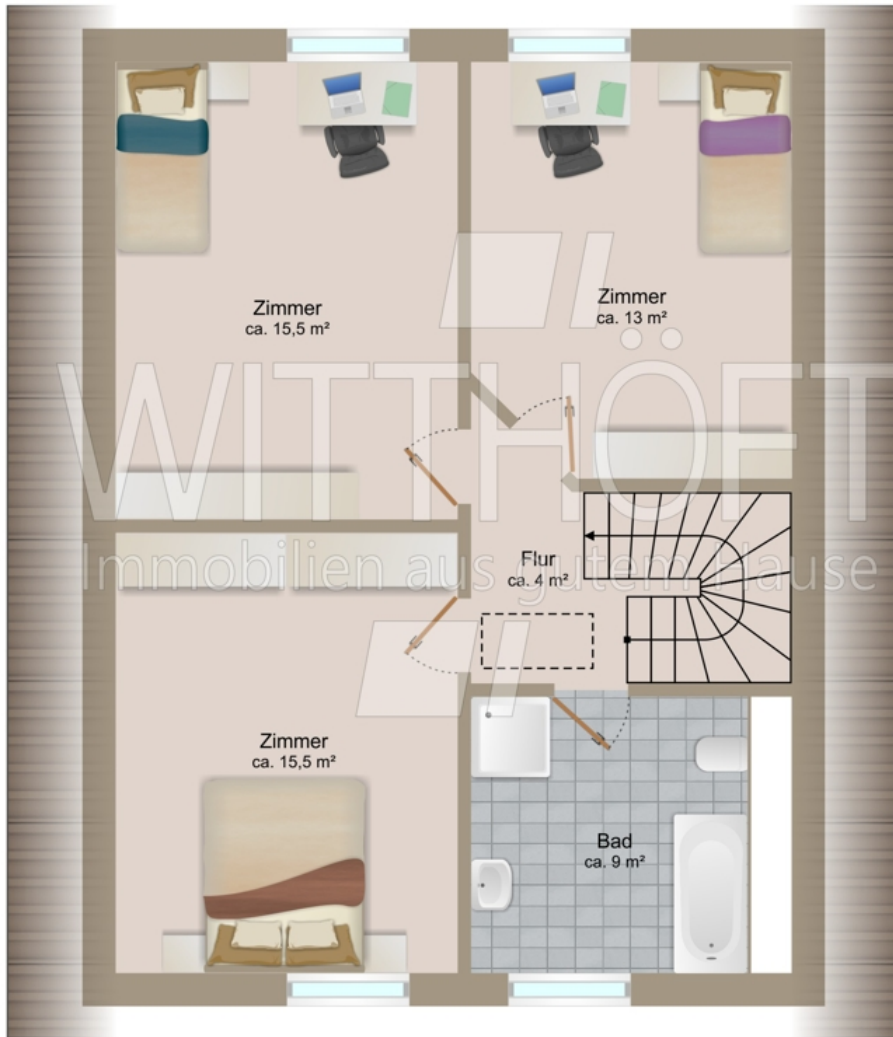 Zimmer
ca. 15,5 m²
Zimmer
ca. 13 m²
WITTHÖFT
Immobilien aus gutem Hause
Flur
ca. 4 m²
Zimmer
ca. 15,5 m²
Bad
ca. 9 m²